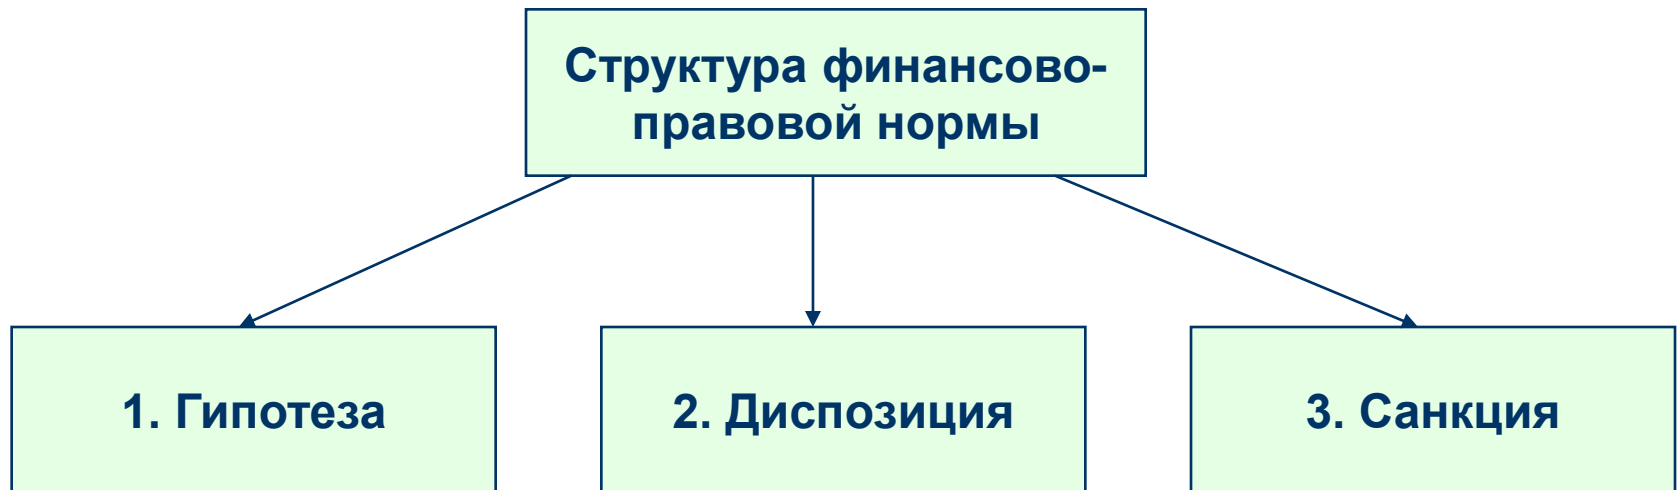 Структура финансово-
правовой нормы
1. Гипотеза
2. Диспозиция
3. Санкция